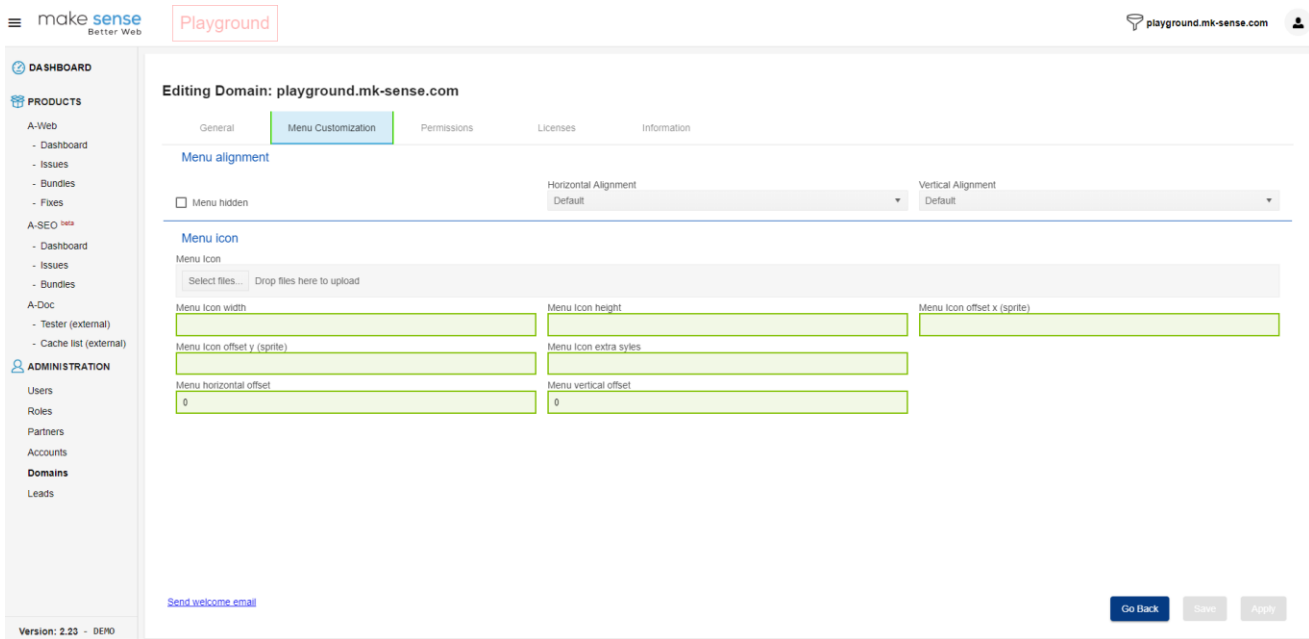 make sense
Better Web
Playground
playground.mk-sense.com
DASHBOARD
PRODUCTS
A-Web
- Dashboard
- Issues
- Bundles
- Fixes
A-SEO beta
- Dashboard
- Issues
- Bundles
A-Doc
- Tester (external)
- Cache list (external)
ADMINISTRATION
Users
Roles
Partners
Accounts
Domains
Leads
Version: 2.23 - DEMO
Editing Domain: playground.mk-sense.com
General Menu Customization Permissions Licenses Information
Menu alignment
Horizontal Alignment Vertical Alignment
Menu hidden Default Default
Menu icon
Menu Icon
Select files... Drop files here to upload
Menu Icon width Menu Icon height Menu Icon offset x (sprite)
Menu Icon offset y (sprite) Menu Icon extra syles
Menu horizontal offset Menu vertical offset
0 0
Send welcome email
Go Back Save Apply